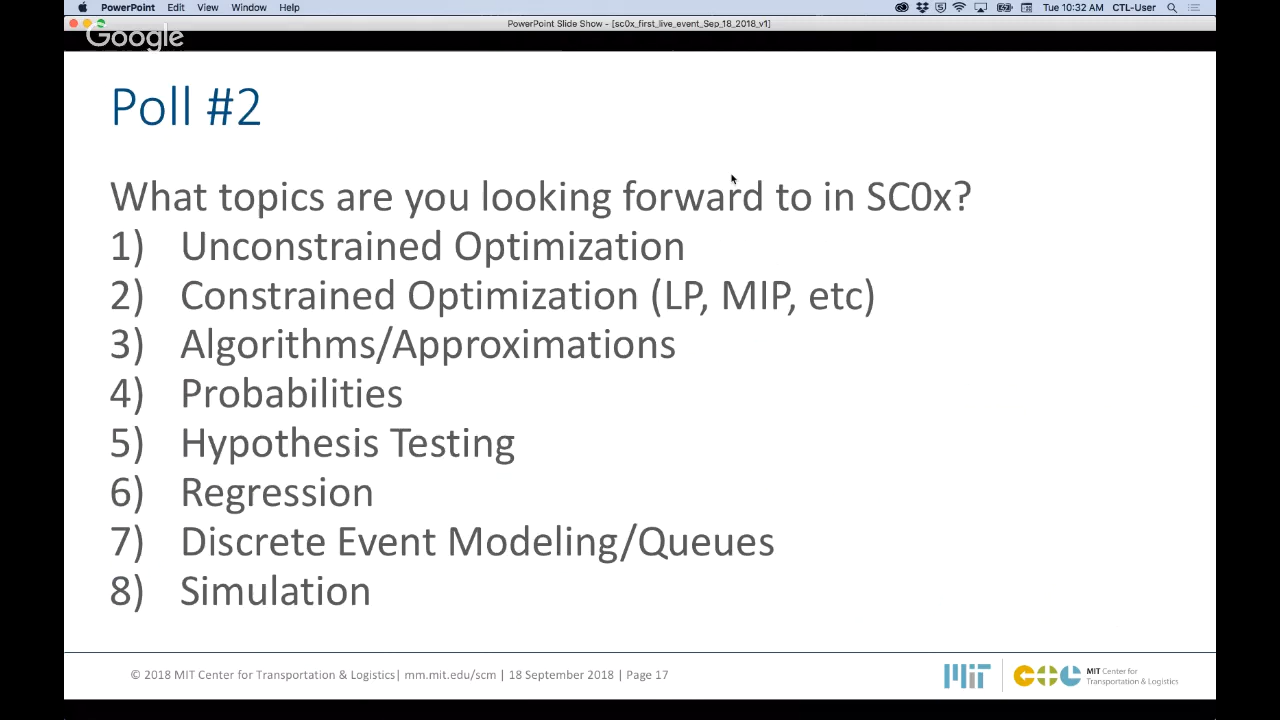 PowerPoint Edit View Window Help 5 Tue 10:32 AM CTL-User
PowerPoint Slide Show - [sc0x_first_live_event_Sep_18_2018_v1]
Google
Poll #2
What topics are you looking forward to in SC0x?
1) Unconstrained Optimization
2) Constrained Optimization (LP, MIP, etc)
3) Algorithms/Approximations
4) Probabilities
5) Hypothesis Testing
6) Regression
7) Discrete Event Modeling/Queues
8) Simulation
© 2018 MIT Center for Transportation & Logistics| mm.mit.edu/scm | 18 September 2018 | Page 17
MIT
CTL
MIT Center for
Transportation & Logistics